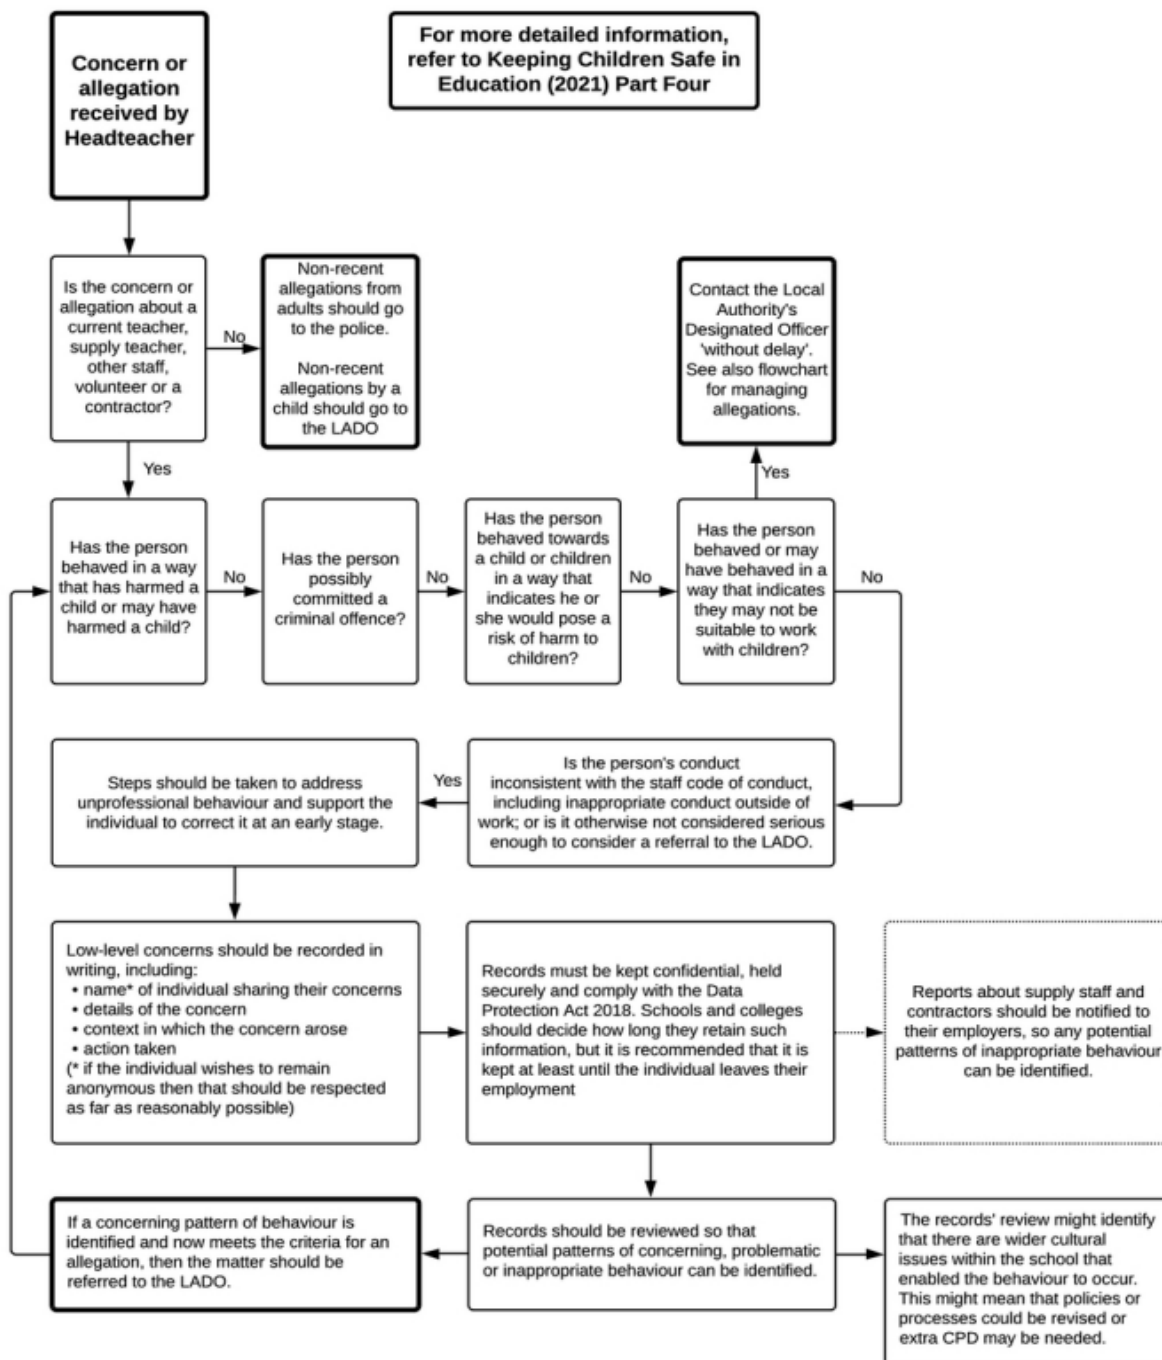 Concern or
allegation
received by
Headteacher
For more detailed information,
refer to Keeping Children Safe in
Education (2021) Part Four
Is the concern or
allegation about a
current teacher,
supply teacher,
other staff,
volunteer or a
contractor?
No
Non-recent
allegations from
adults should go
to the police.
Non-recent
allegations by a
child should go to
the LADO
Contact the Local
Authority's
Designated Officer
'without delay'.
See also flowchart
for managing
allegations.
Yes
Yes
Has the person
behaved in a way
that has harmed a
child or may have
harmed a child?
No
Has the person
possibly
committed a
criminal offence?
No
Has the person
behaved towards
a child or children
in a way that
indicates he or
she would pose a
risk of harm to
children?
No
Has the person
behaved or may
have behaved in a
way that indicates
they may not be
suitable to work
with children?
No
Steps should be taken to address
unprofessional behaviour and support the
individual to correct it at an early stage.
Yes
Is the person's conduct
inconsistent with the staff code of conduct,
including inappropriate conduct outside of
work; or is it otherwise not considered serious
enough to consider a referral to the LADO.
Low-level concerns should be recorded in
writing, including:
• name* of individual sharing their concerns
• details of the concern
• context in which the concern arose
• action taken
(* if the individual wishes to remain
anonymous then that should be respected
as far as reasonably possible)
Records must be kept confidential, held
securely and comply with the Data
Protection Act 2018. Schools and colleges
should decide how long they retain such
information, but it is recommended that it is
kept at least until the individual leaves their
employment
Reports about supply staff and
contractors should be notified to
their employers, so any potential
patterns of inappropriate behaviour
can be identified.
If a concerning pattern of behaviour is
identified and now meets the criteria for an
allegation, then the matter should be
referred to the LADO.
Records should be reviewed so that
potential patterns of concerning, problematic
or inappropriate behaviour can be identified.
The records' review might identify
that there are wider cultural
issues within the school that
enabled the behaviour to occur.
This might mean that policies or
processes could be revised or
extra CPD may be needed.